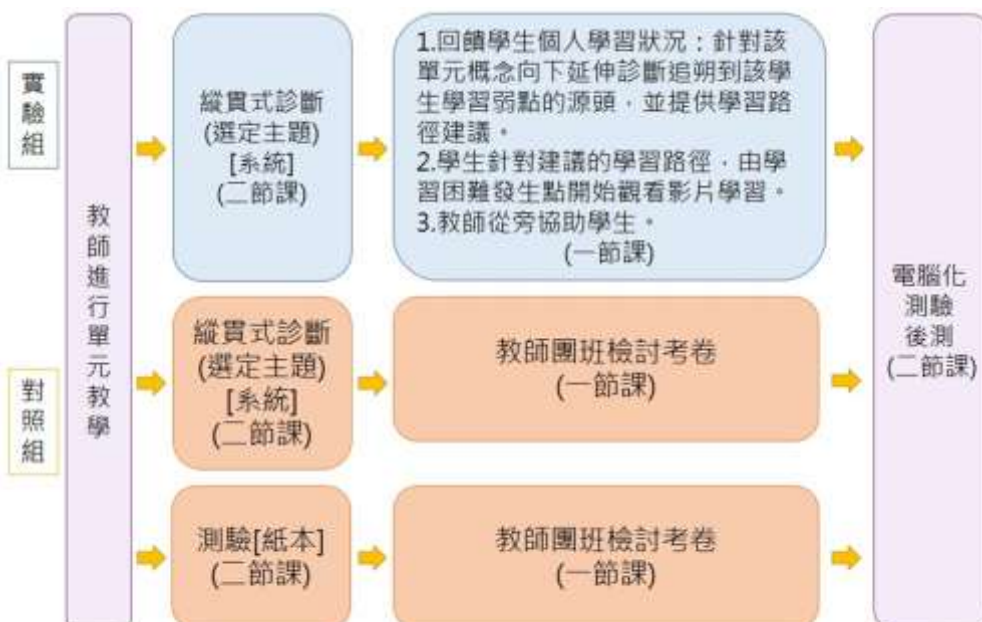 實驗組
教師進行單元教學
縱貫式診斷
(選定主題)
[系統]
(二節課)
1.回饋學生個人學習狀況：針對該
單元概念向下延伸診斷追朔到該學
生學習弱點的源頭，並提供學習路
徑建議。
2.學生針對建議的學習路徑，由學
習困難發生點開始觀看影片學習。
3.教師從旁協助學生。
(一節課)
電腦化
測驗
後測
(二節課)
對照組
縱貫式診斷
(選定主題)
[系統]
(二節課)
教師團班檢討考卷
(一節課)
測驗[紙本]
(二節課)
教師團班檢討考卷
(一節課)